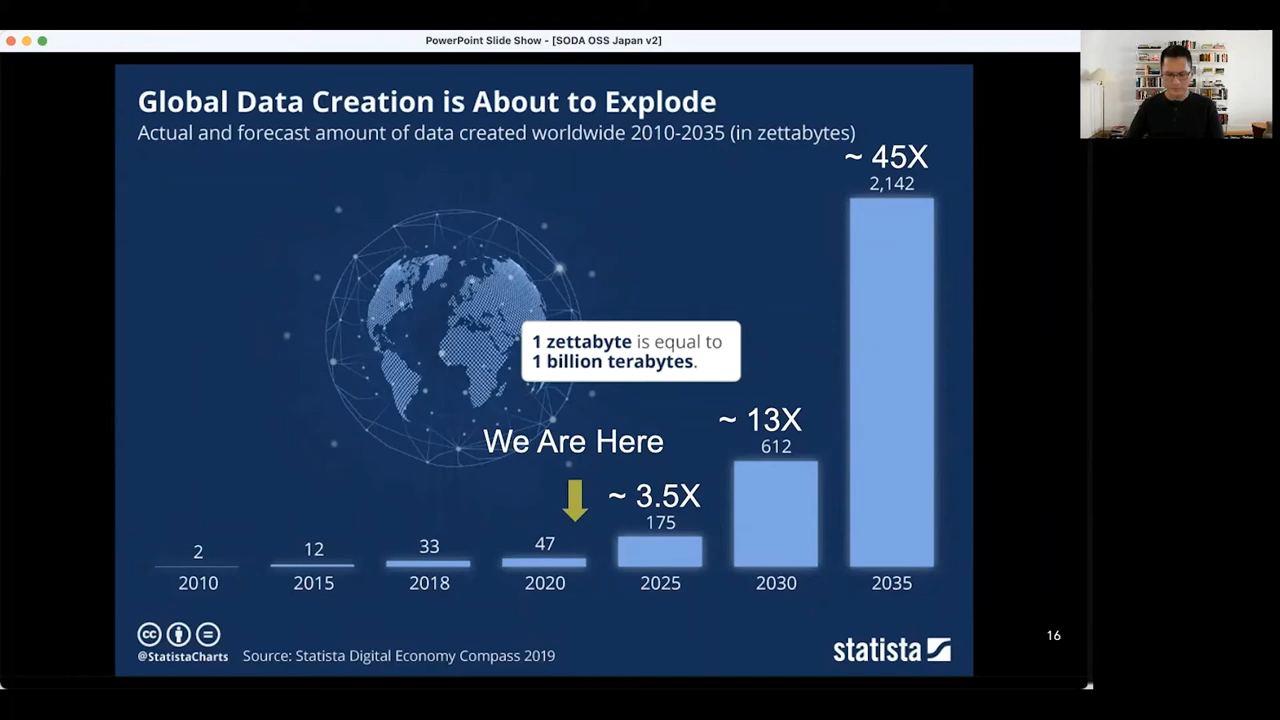 PowerPoint Slide Show - [SODA OSS Japan v2]
Global Data Creation is About to Explode
Actual and forecast amount of data created worldwide 2010-2035 (in zettabytes)
~ 45X
2,142
1 zettabyte is equal to
1 billion terabytes.
~ 13X
612
We Are Here
~ 3.5X
175
2
12
33
47
2010
2015
2018
2020
2025
2030
2035
cc
@StatistaCharts
Source: Statista Digital Economy Compass 2019
statista
16